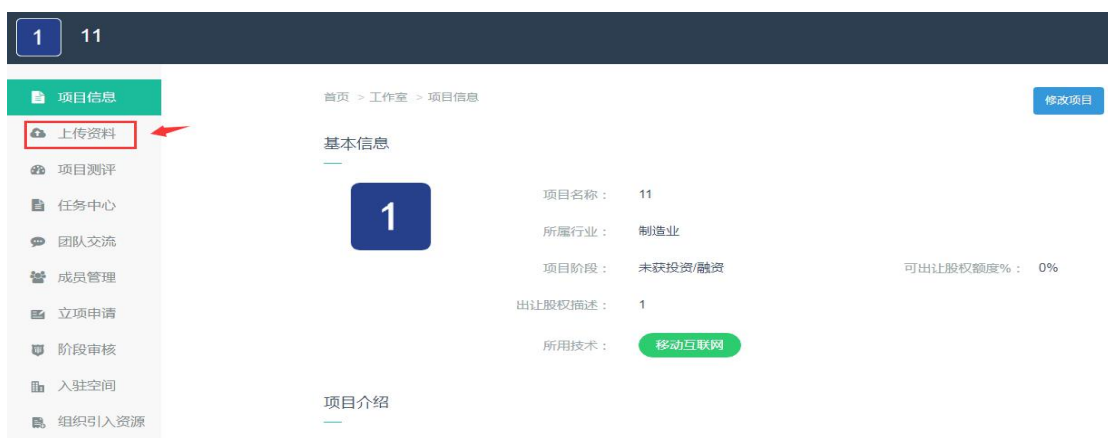 1 11
项目信息
上传资料
项目测评
任务中心
团队交流
成员管理
立项申请
阶段审核
入驻空间
组织引入资源
首页 > 工作室 > 项目信息
修改项目
基本信息
1
项目名称： 11
所属行业： 制造业
项目阶段： 未获投资/融资 可出让股权额度%： 0%
出让股权描述： 1
所用技术： 移动互联网
项目介绍